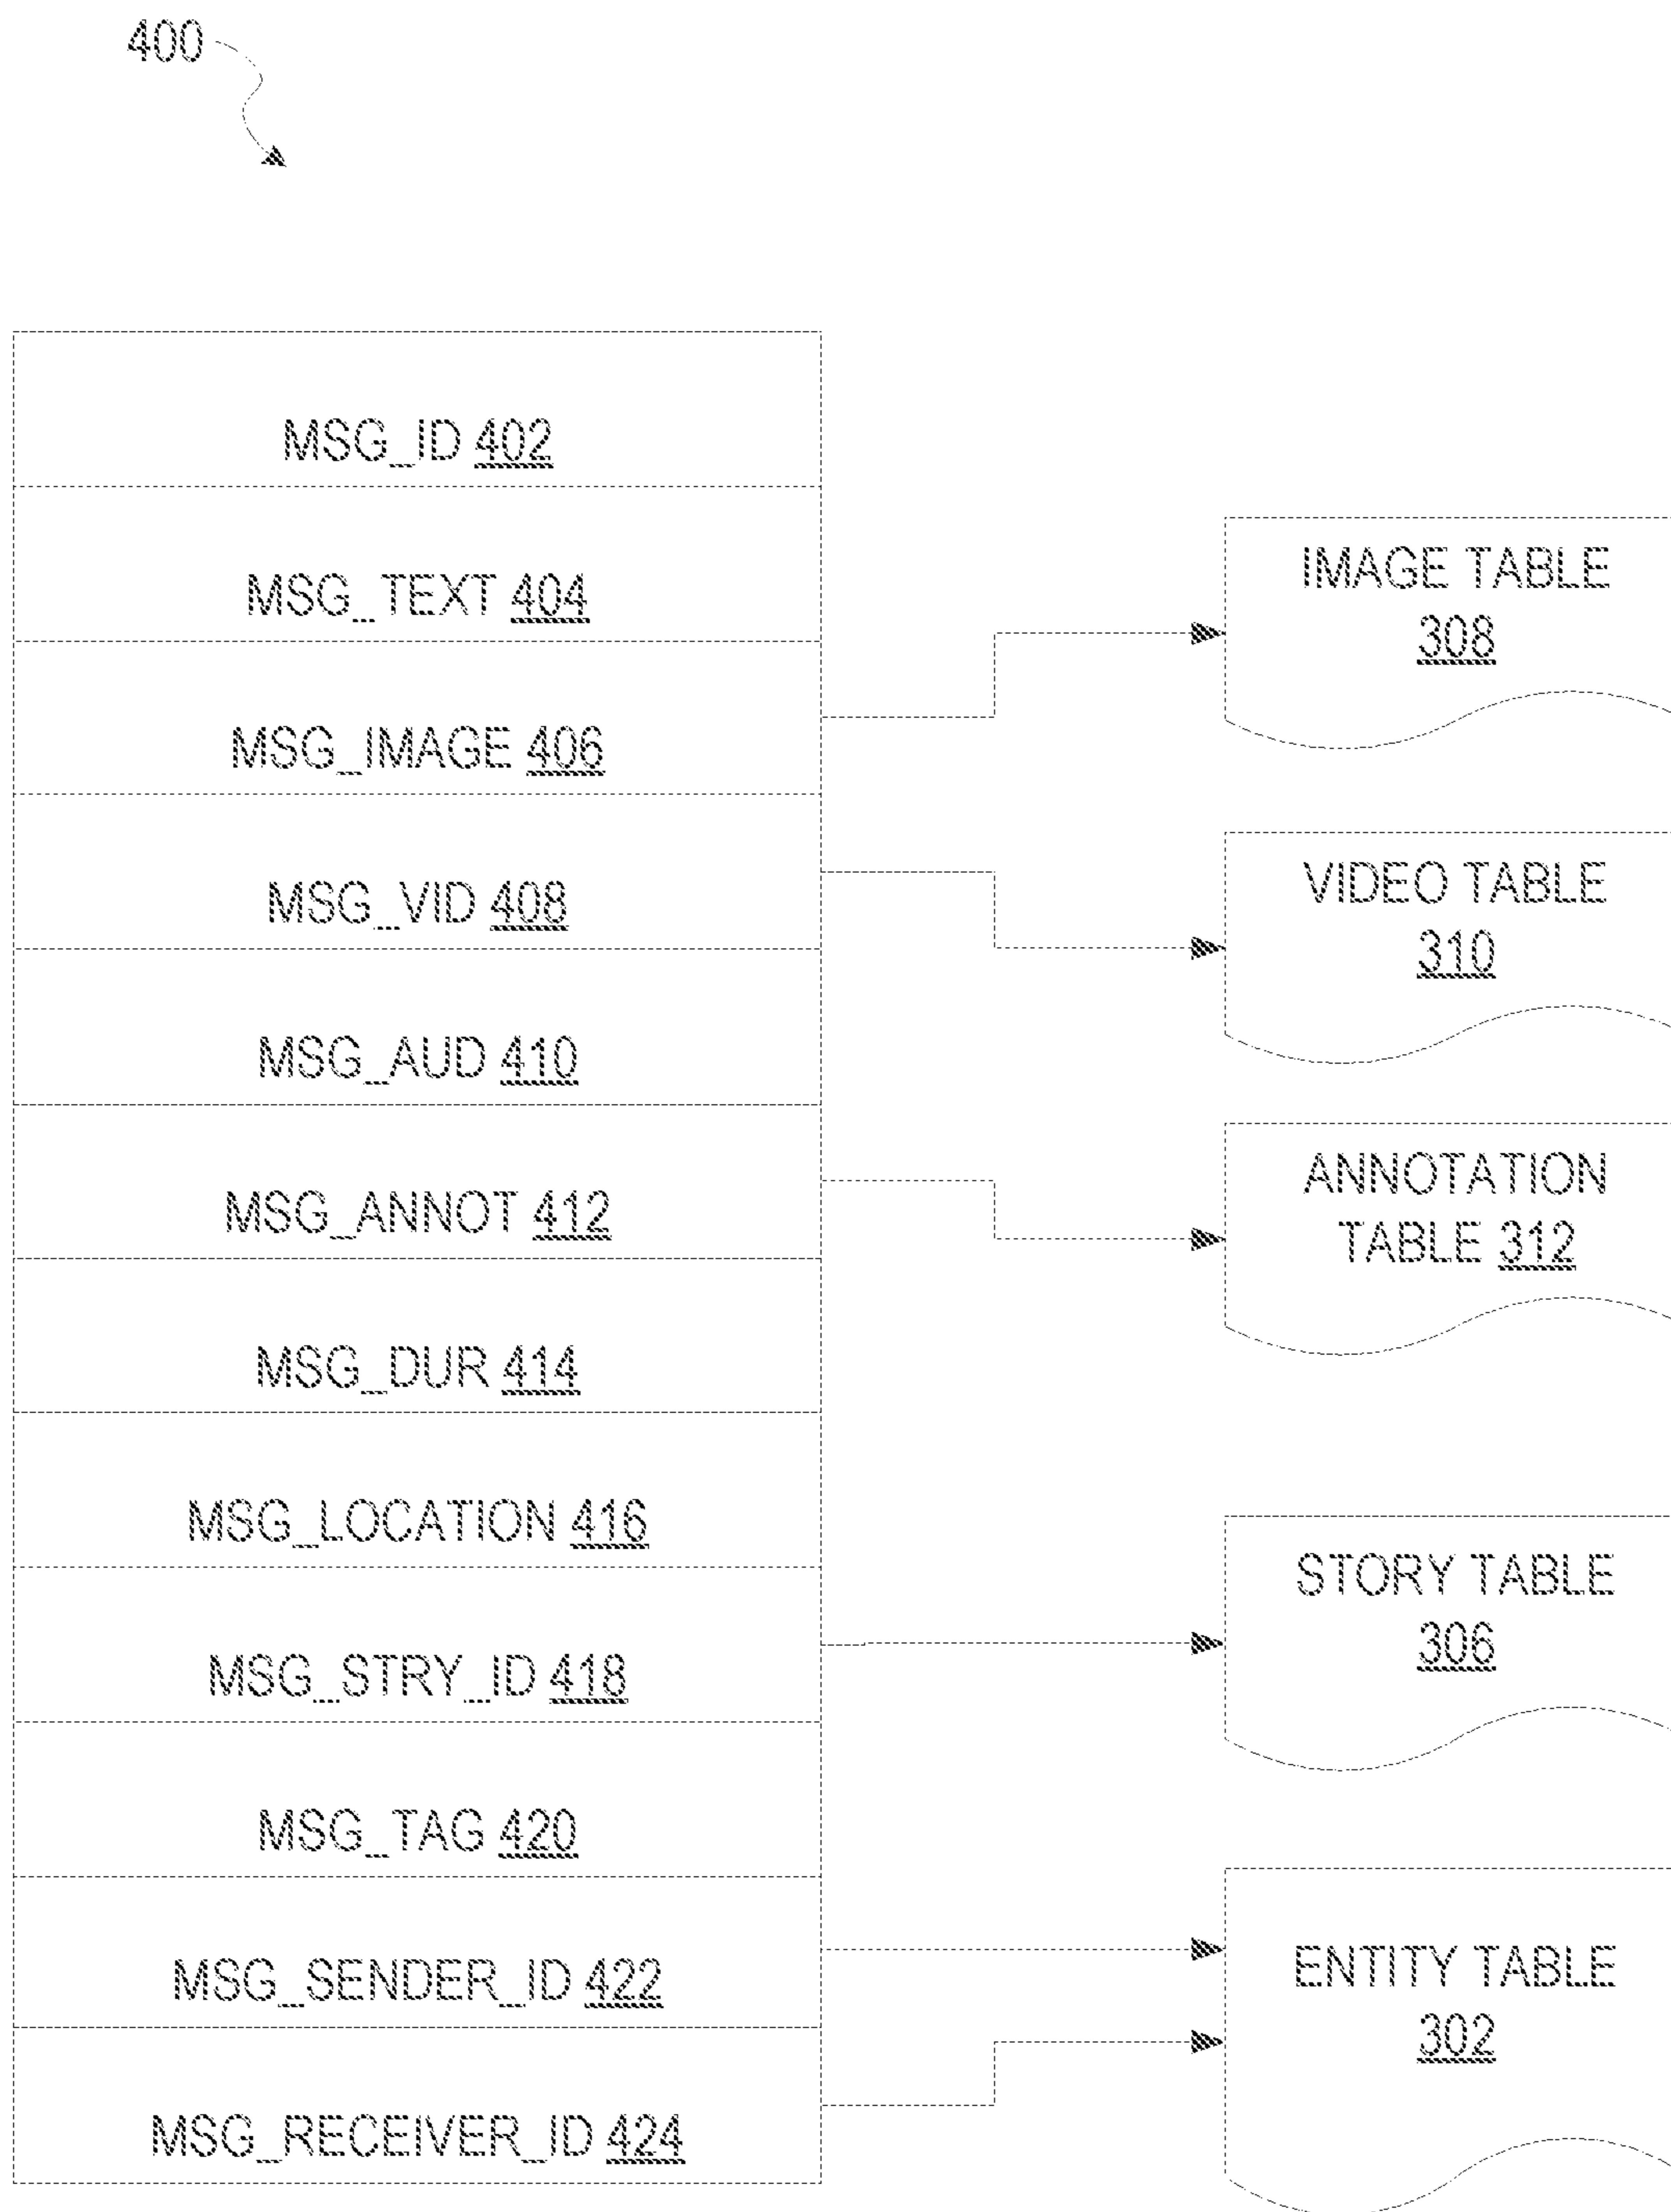 400
MSG_ID 402
MSG_TEXT 404
MSG_IMAGE 406
MSG_VID 408
MSG_AUD 410
MSG_ANNOT 412
MSG_DUR 414
MSG_LOCATION 416
MSG_STRY_ID 418
MSG_TAG 420
MSG_SENDER_ID 422
MSG_RECEIVER_ID 424
IMAGE TABLE
308
VIDEO TABLE
310
ANNOTATION
TABLE 312
STORY TABLE
306
ENTITY TABLE
302